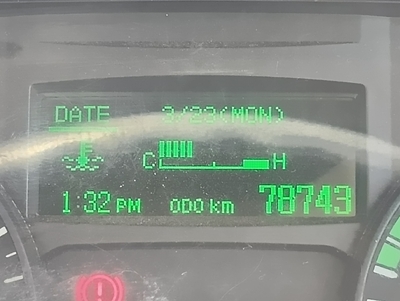 DATE 3/23(MON)
C H
1:32 PM ODO km 78743